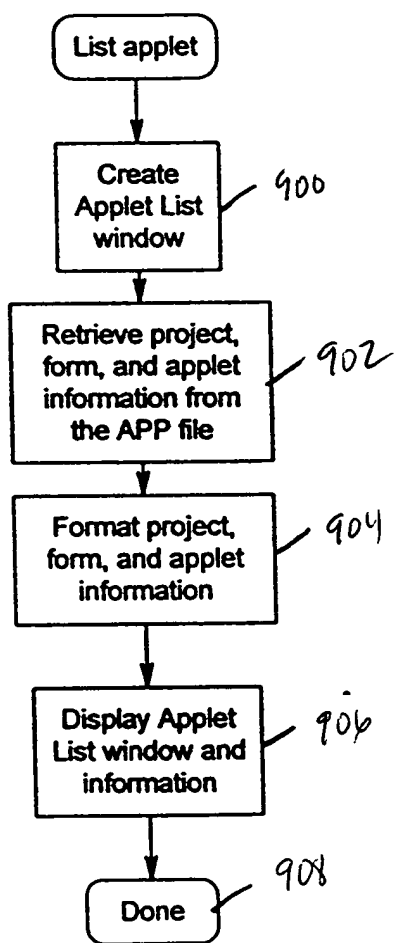 List applet
Create
Applet List
window
900
Retrieve project,
form, and applet
information from
the APP file
902
Format project,
form, and applet
information
904
Display Applet
List window and
information
906
Done
908